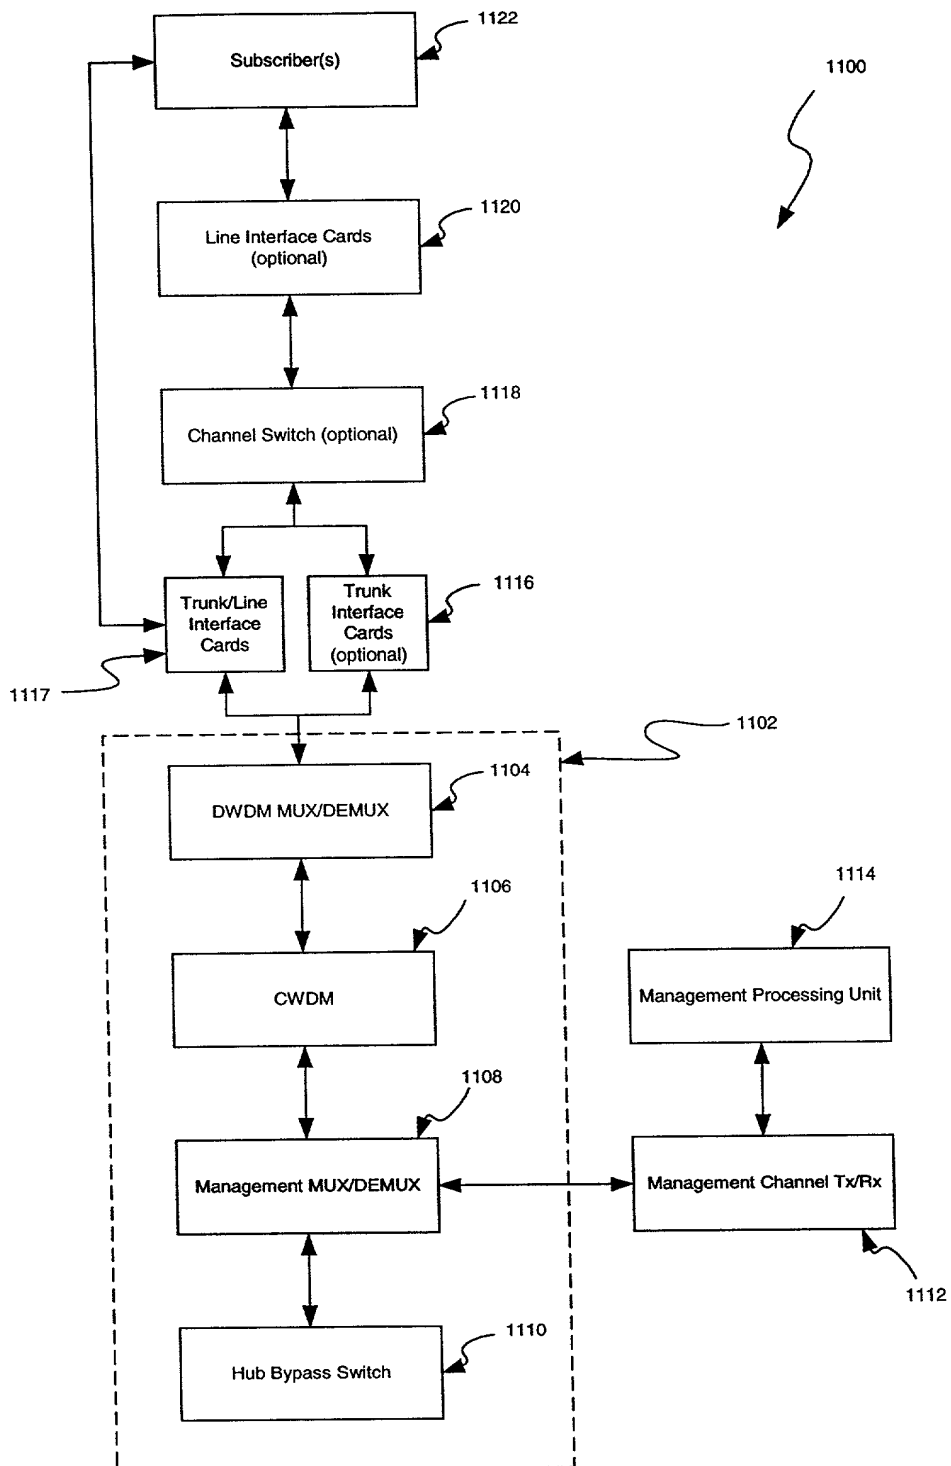 1122
Subscriber(s)
1100
1120
Line Interface Cards
(optional)
1118
Channel Switch (optional)
1116
Trunk/Line
Interface
Cards
Trunk
Interface
Cards
(optional)
1117
1102
1104
DWDM MUX/DEMUX
1106
1114
CWDM
Management Processing Unit
1108
Management MUX/DEMUX
Management Channel Tx/Rx
1112
1110
Hub Bypass Switch